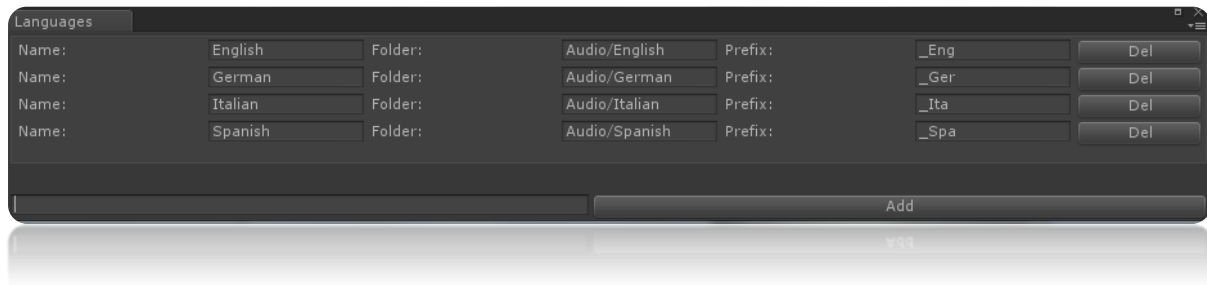 Languages
Name: English Folder: Audio/English Prefix: _Eng Del
Name: German Folder: Audio/German Prefix: _Ger Del
Name: Italian Folder: Audio/Italian Prefix: _Ita Del
Name: Spanish Folder: Audio/Spanish Prefix: _Spa Del
Add